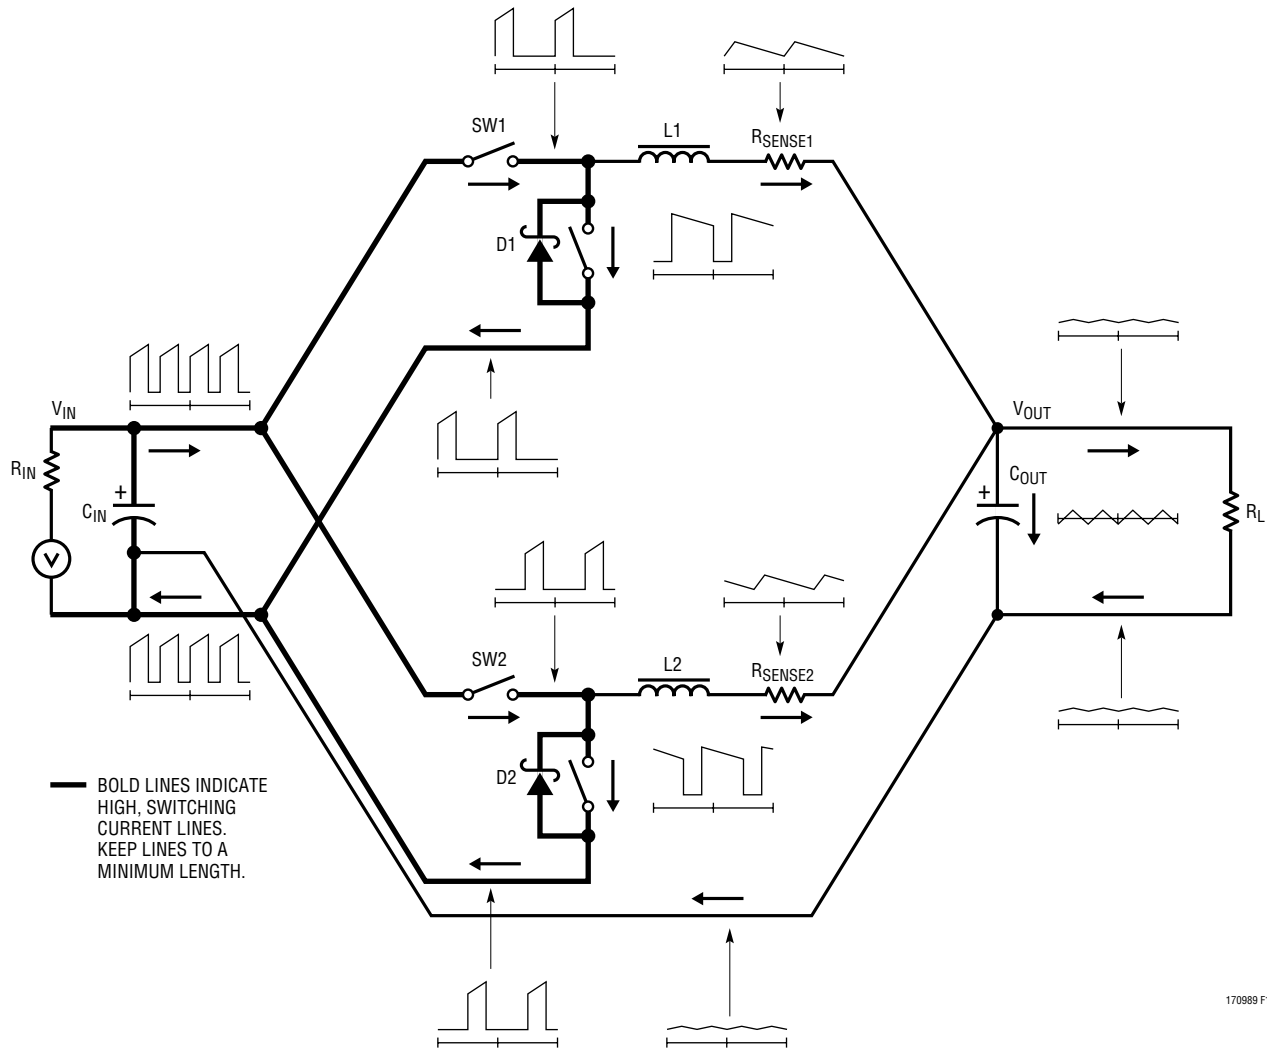 SW1
L1
RSENSE1
D1
VIN
VOUT
RIN
CIN
+
COUT
+
RL
V
SW2
L2
RSENSE2
D2
BOLD LINES INDICATE
HIGH, SWITCHING
CURRENT LINES.
KEEP LINES TO A
MINIMUM LENGTH.
170989 F